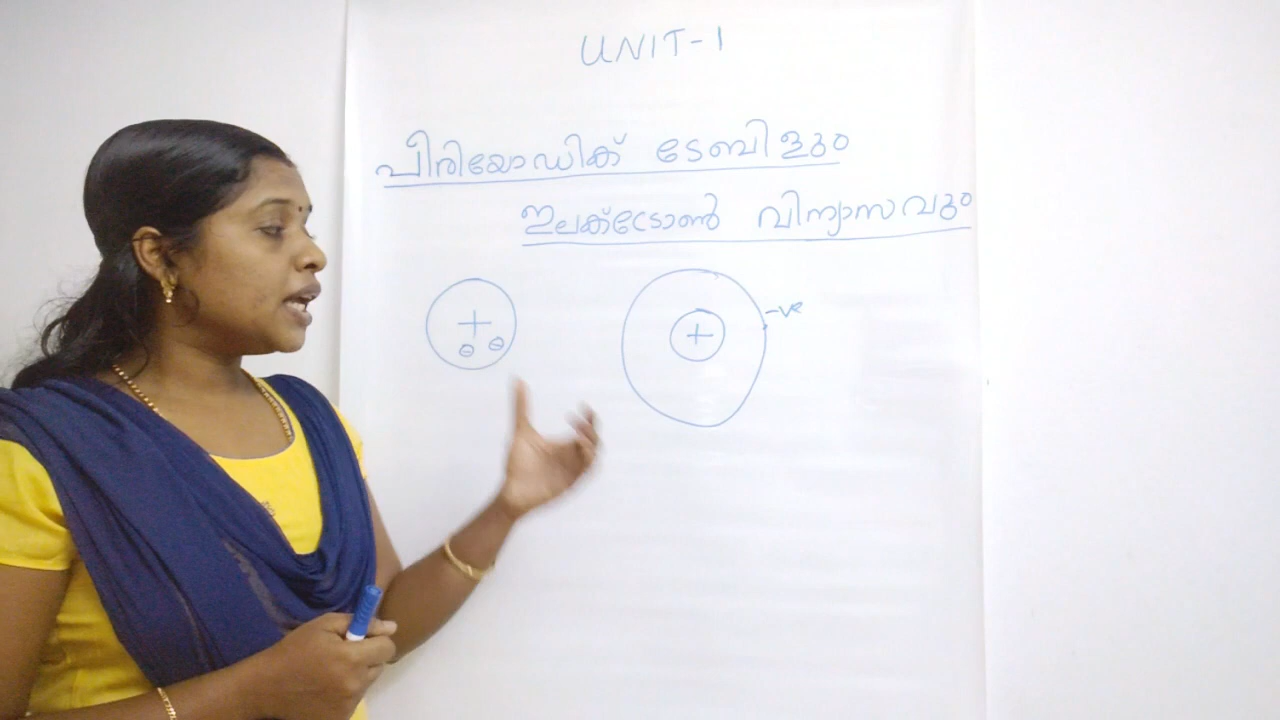 UNIT-1
പീരിയോഡിക് ടേബിളും
ഇലക്ട്രോൺ വിന്യാസവും
+
⊖ ⊖
+
-ve